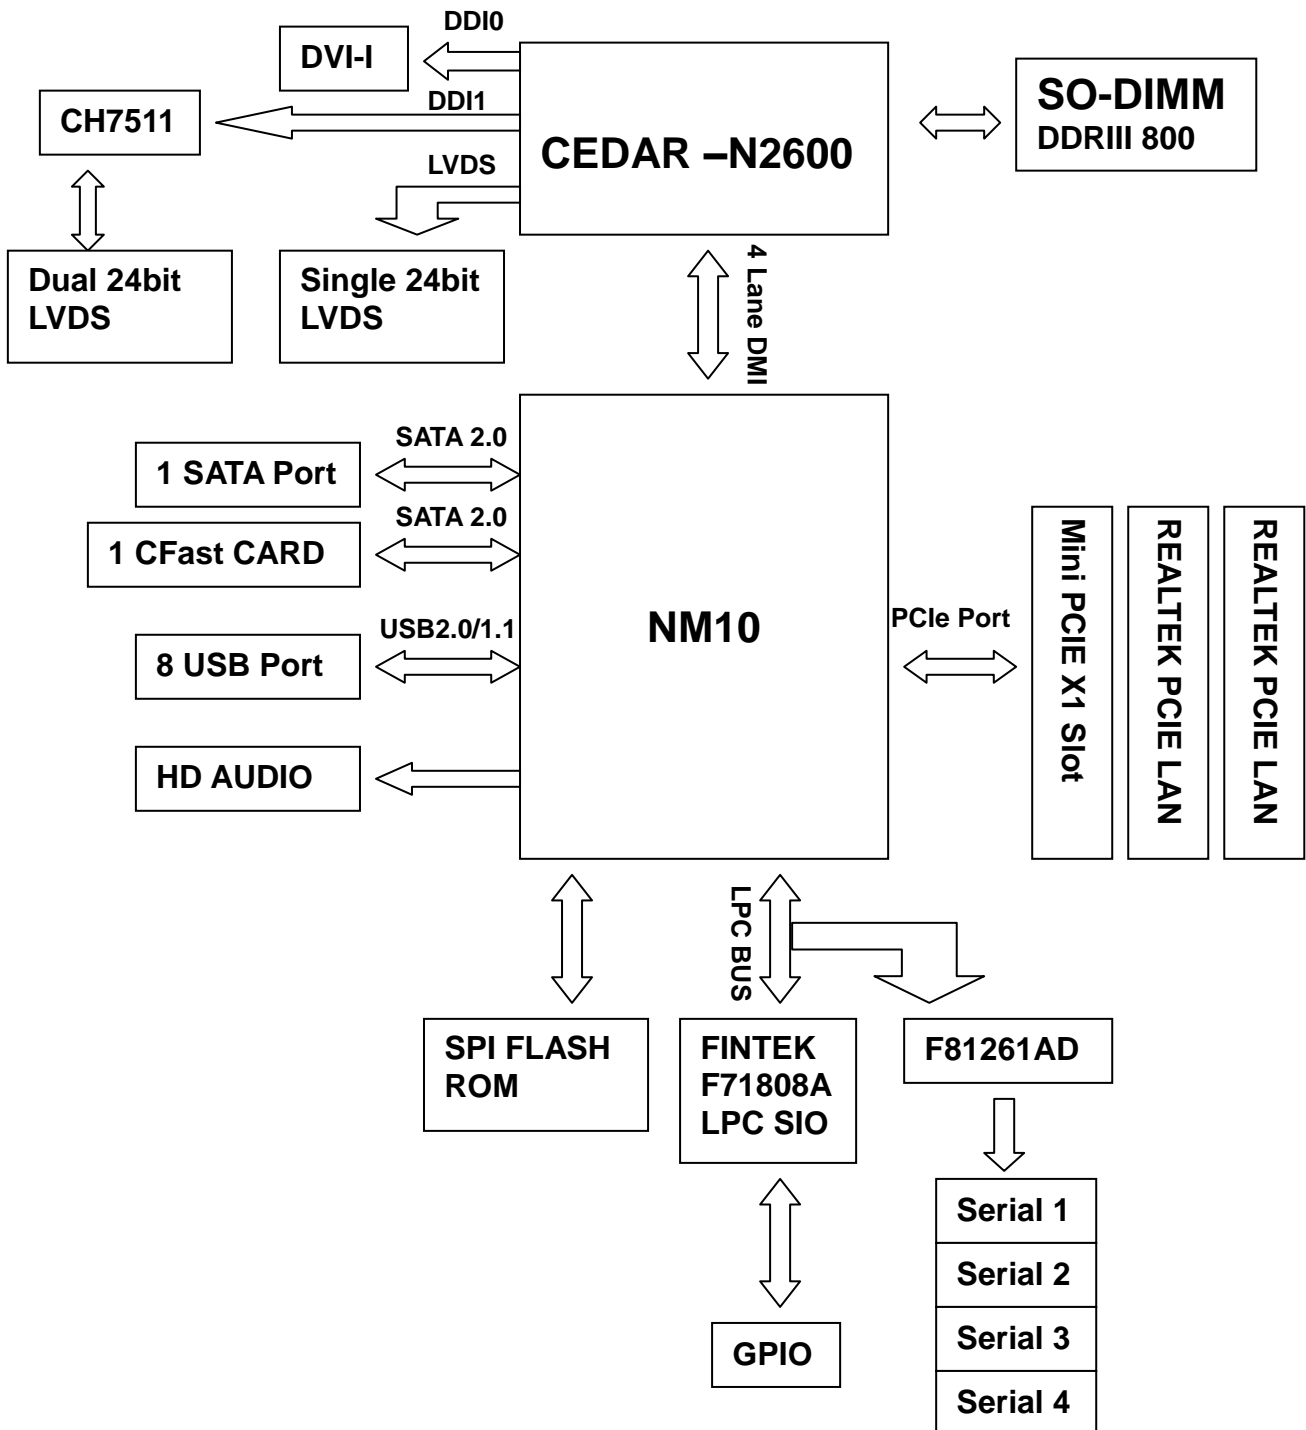 DDI0
DVI-I
DDI1
CH7511
LVDS
CEDAR –N2600
SO-DIMM
DDRIII 800
Dual 24bit
LVDS
Single 24bit
LVDS
4 Lane DMI
SATA 2.0
1 SATA Port
SATA 2.0
1 CFast CARD
USB2.0/1.1
8 USB Port
HD AUDIO
NM10
PCIe Port
Mini PCIE X1 Slot
REALTEK PCIE LAN
REALTEK PCIE LAN
LPC BUS
SPI FLASH
ROM
FINTEK
F71808A
LPC SIO
F81261AD
GPIO
Serial 1
Serial 2
Serial 3
Serial 4